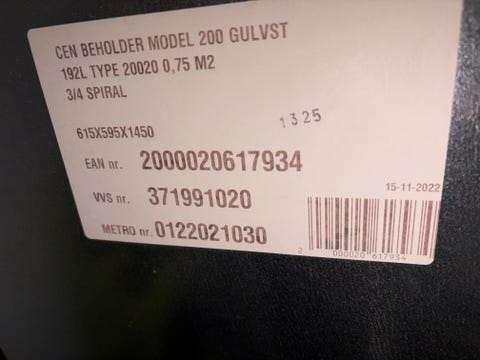 CEN BEHOLDER MODEL 200 GULVST
192L TYPE 20020 0,75 M2
3/4 SPIRAL
1325
615X595X1450
EAN nr. 2000020617934
VVS nr. 371991020
15-11-2022
METRO nr. 0122021030
2 000020 617934